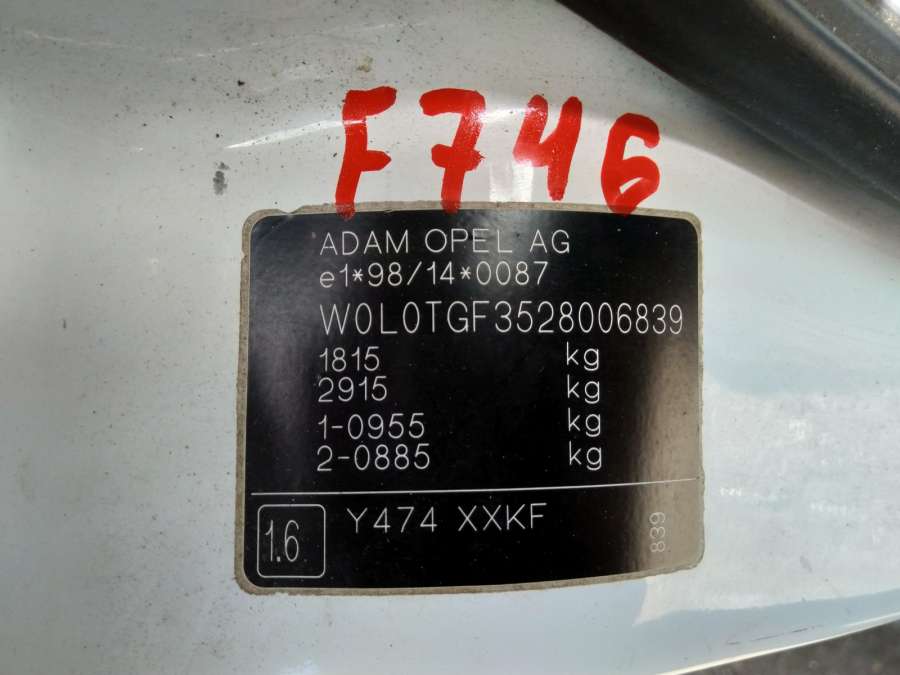 F746
ADAM OPEL AG
e1*98/14*0087
W0L0TGF3528006839
1815 kg
2915 kg
1-0955 kg
2-0885 kg
1.6 Y474 XXKF 839